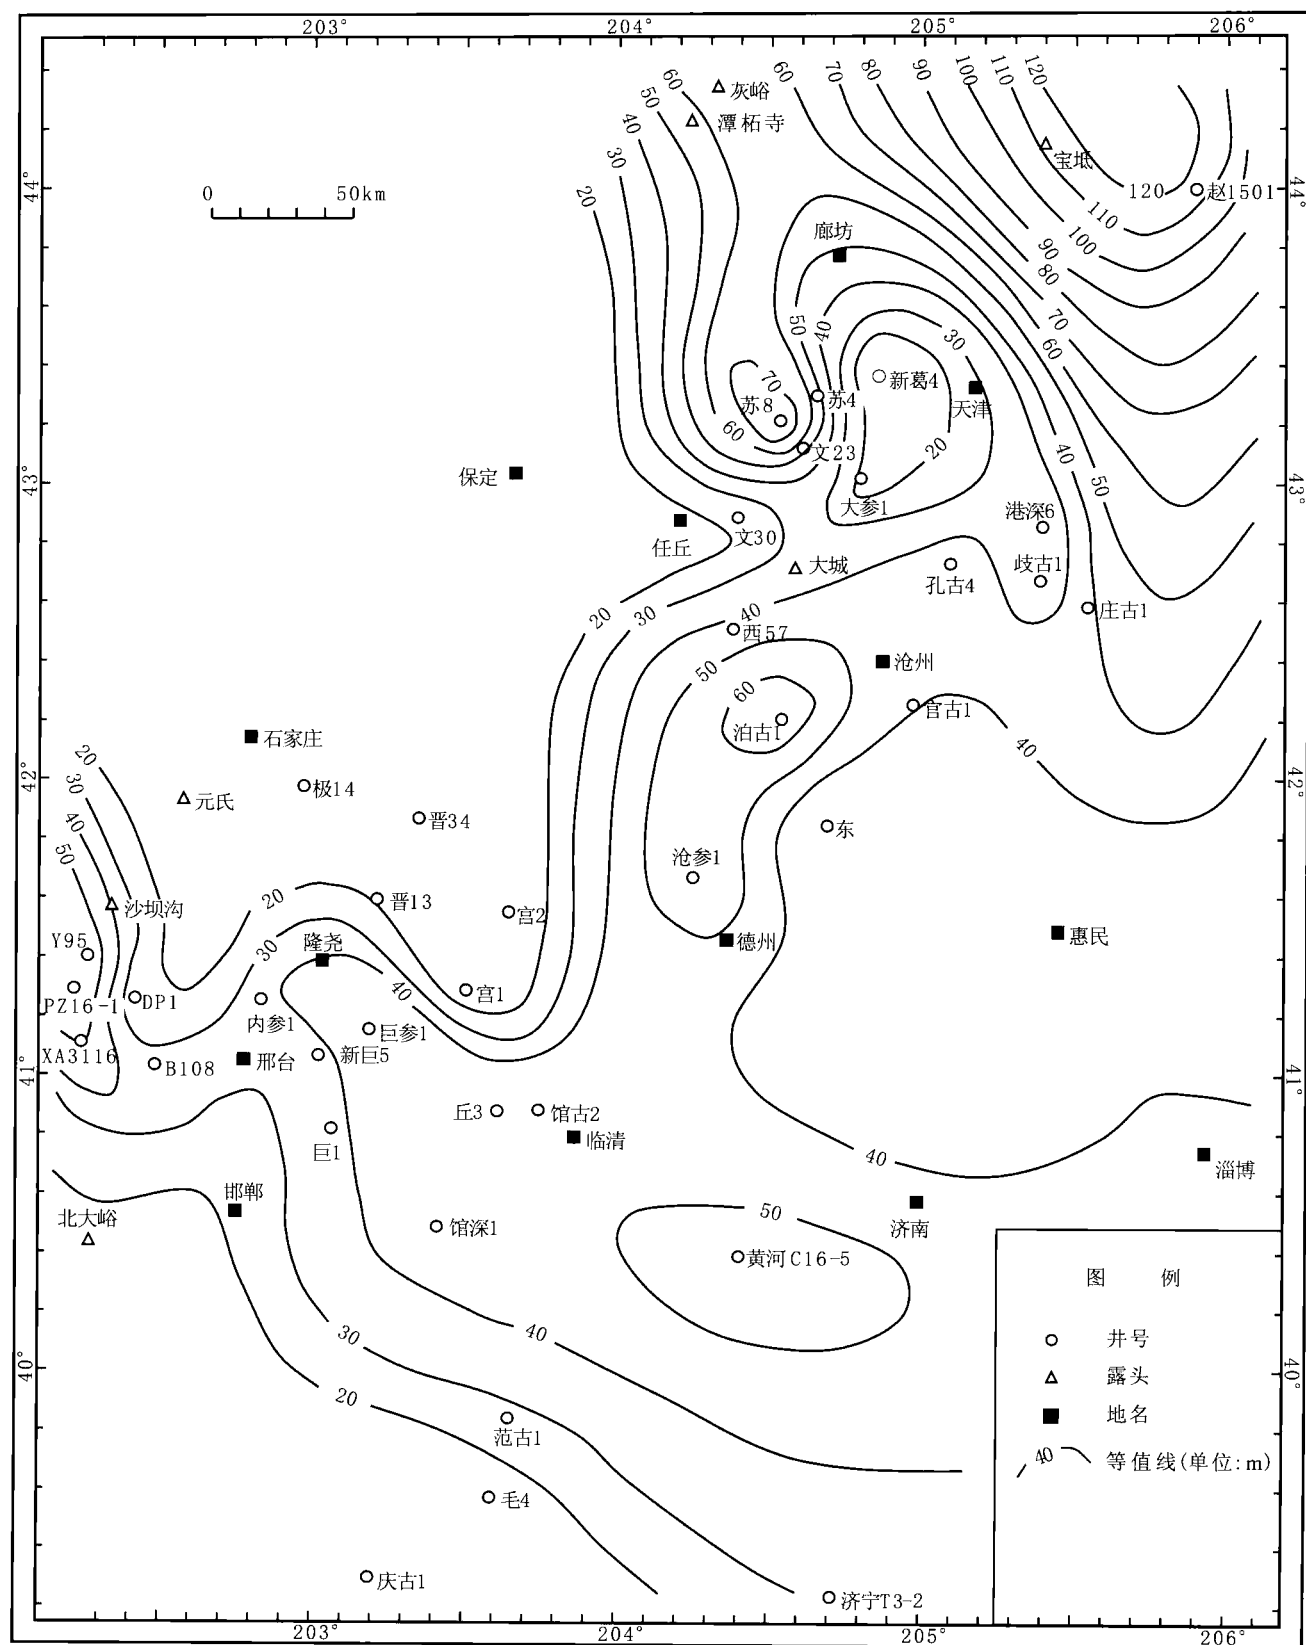 203° 204° 205° 206°
60 70 80 90 100 110 120
60 灰峪
50 潭柘寺
40
30 宝坻
20
44° 0 50km 120 赵1501 44°
110
廊坊 100
90
80
50 40 70
30 60
70 新葛4
苏8 苏4 天津
60 文23 20 40
保定 50
43° 大参1 43°
任丘 文30 港深6
大城 孔古4 歧古1
20 30 40 庄古1
西57
50 沧州
60
泊古1 官古1
石家庄 40
20
42° 30 元氏 极14 42°
40 晋34 东
50 沧参1
20
沙坝沟 晋13 宫2
Y95 30 隆尧 德州 惠民
PZ16-1 DP1 40 宫1
内参1 巨参1
XA3116 B108 邢台 新巨5
41° 41°
丘3 馆古2
临清
巨1 40
淄博
邯郸
北大峪 馆深1 50 济南
黄河C16-5
图 例
30 40 井号
40° 露头 40°
20 地名
范古1 40 等值线(单位:m)
毛4
庆古1 济宁T3-2
203° 204° 205° 206°